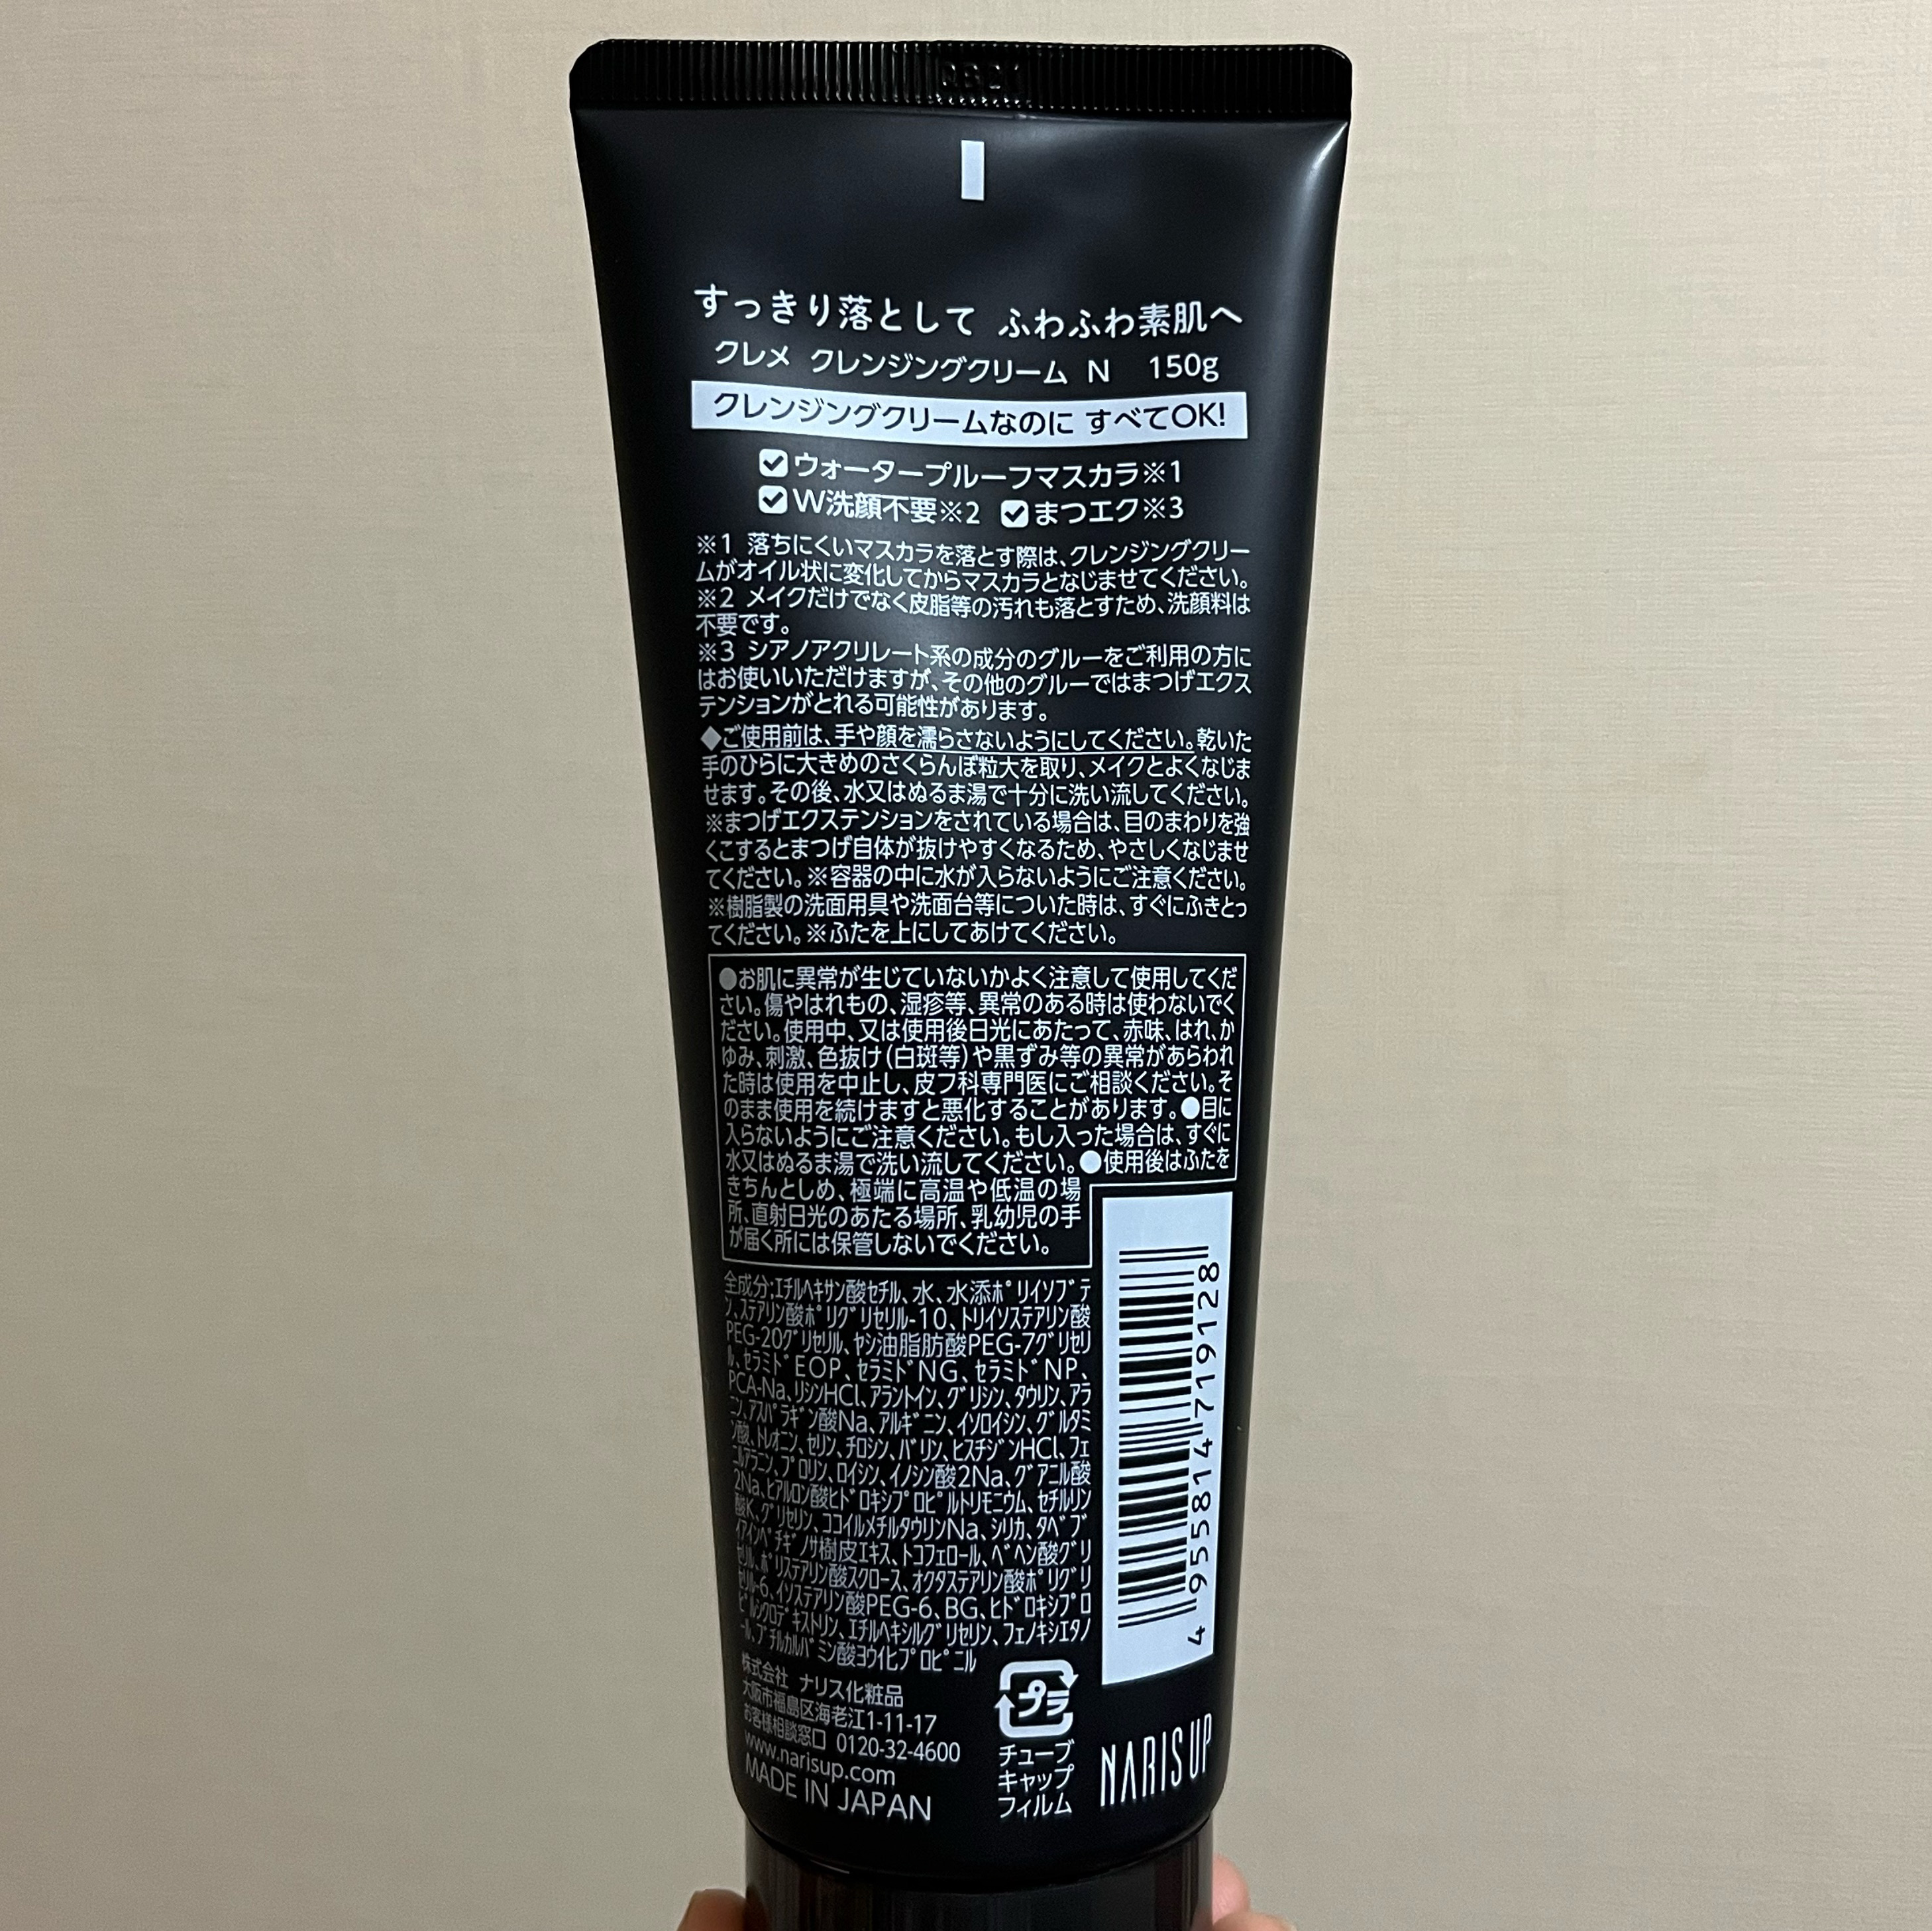 すっきり落として ふわふわ素肌へ
クレメ クレンジングクリーム N 150g
クレンジングクリームなのに すべてOK!
ウォータープルーフマスカラ※1
W洗顔不要※2 まつエク※3
※1 落ちにくいマスカラを落とす際は、クレンジングクリー
ムがオイル状に変化してからマスカラとなじませてください。
※2 メイクだけでなく皮脂等の汚れも落とすため、洗顔料は
不要です。
※3 シアノアクリレート系の成分のグルーをご利用の方に
はお使いいただけますが、その他のグルーではまつげエクス
テンションがとれる可能性があります。
◆ご使用前は、手や顔を濡らさないようにしてください。乾いた
手のひらに大きめのさくらんぼ粒大を取り、メイクとよくなじま
せます。その後、水又はぬるま湯で十分に洗い流してください。
※まつげエクステンションをされている場合は、目のまわりを強
くこするとまつげ自体が抜けやすくなるため、やさしくなじませ
てください。※容器の中に水が入らないようにご注意ください。
※樹脂製の洗面用具や洗面台等についた時は、すぐにふきとっ
てください。※ふたを上にしてあけてください。
●お肌に異常が生じていないかよく注意して使用してくだ
さい。傷やはれもの、湿疹等、異常のある時は使わないでく
ださい。使用中、又は使用後日光にあたって、赤味、はれ、か
ゆみ、刺激、色抜け(白斑等)や黒ずみ等の異常があらわれ
た時は使用を中止し、皮フ科専門医にご相談ください。そ
のまま使用を続けますと悪化することがあります。●目に
入らないようにご注意ください。もし入った場合は、すぐに
水又はぬるま湯で洗い流してください。●使用後はふたを
きちんとしめ、極端に高温や低温の場
所、直射日光のあたる場所、乳幼児の手
が届く所には保管しないでください。
全成分:エチルヘキサン酸セチル、水、水添ポリイソブテ
ン、ステアリン酸ポリグリセリル-10、トリイソステアリン酸
PEG-20グリセリル、ヤシ油脂肪酸PEG-7グリセリ
ル、セラミドEOP、セラミドNG、セラミドNP、
PCA-Na、リシンHCl、アラントイン、グリシン、タウリン、アラ
ニン、アスパラギン酸Na、アルギニン、イソロイシン、グルタミ
ン酸、トレオニン、セリン、チロシン、バリン、ヒスチジンHCl、フェ
ニルアラニン、プロリン、ロイシン、イノシン酸2Na、グアニル酸
2Na、ヒアルロン酸ヒドロキシプロピルトリモニウム、セチルリン
酸K、グリセリン、ココイルメチルタウリンNa、シリカ、タベブ
イアインペチギノサ樹皮エキス、トコフェロール、ベヘン酸グリ
セリル、ポリステアリン酸スクロース、オクタステアリン酸ポリグリ
セリル-6、イソステアリン酸PEG-6、BG、ヒドロキシプロ
ピルシクロデキストリン、エチルヘキシルグリセリン、フェノキシエタノ
ール、ブチルカルバミン酸ヨウ化プロピニル
株式会社 ナリス化粧品
大阪市福島区海老江1-11-17
お客様相談窓口 0120-32-4600
www.narisup.com
MADE IN JAPAN
プラ
チューブ
キャップ
フィルム
4 955814 719128
NARIS UP